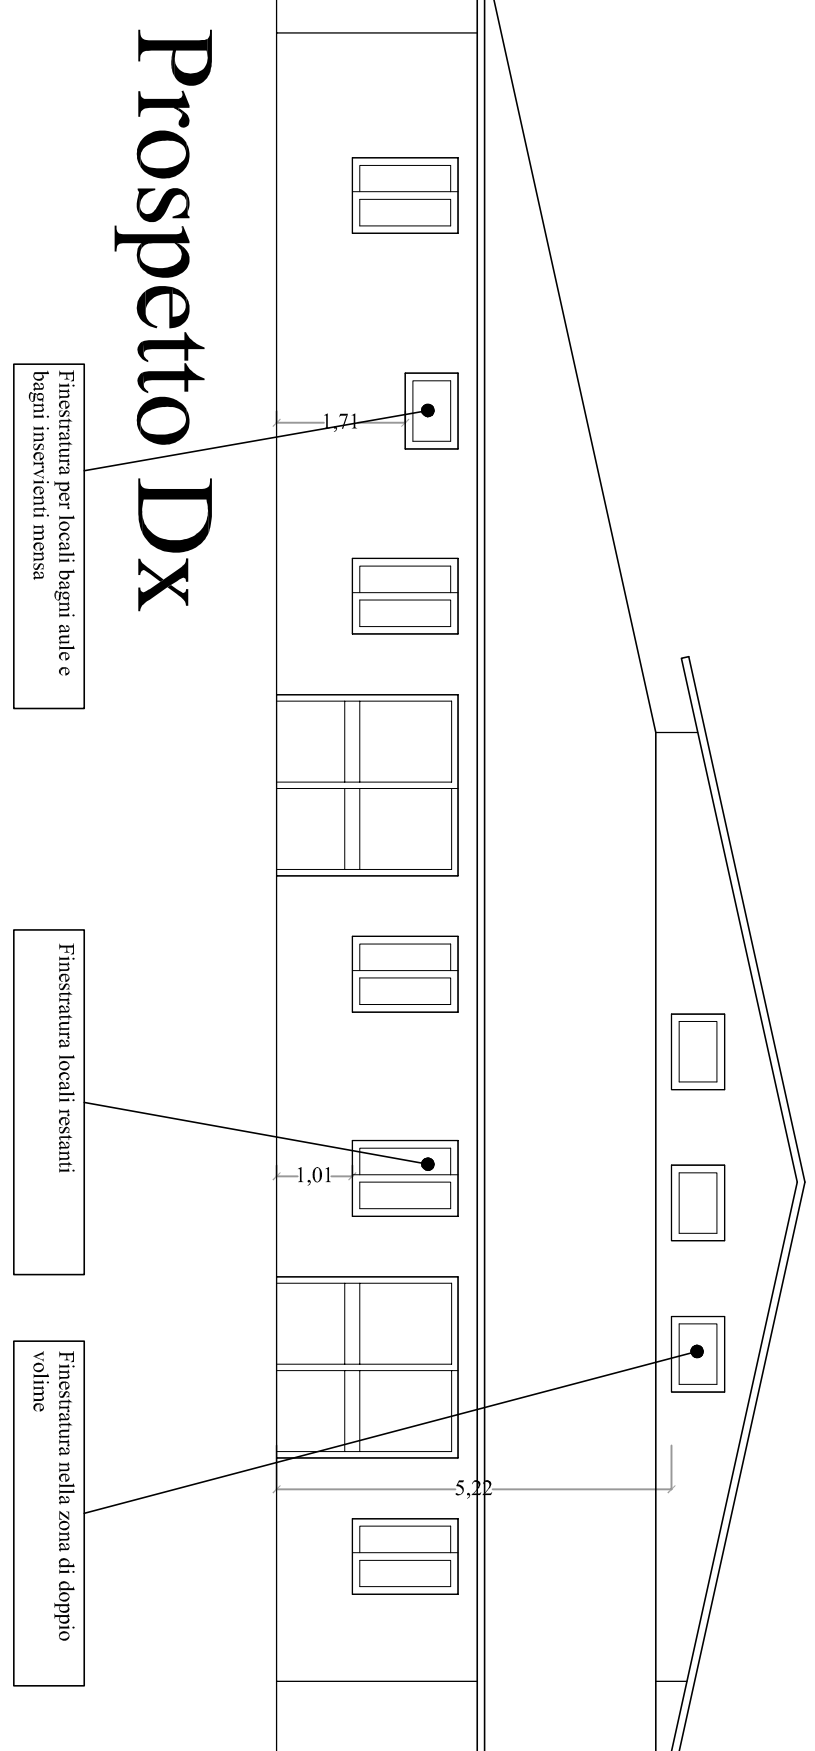 Prospetto Dx
1,71
1,01
5,22
Finestratura per locali bagni aule e
bagni inservienti mensa
Finestratura locali restanti
Finestratura nella zona di doppio
volime